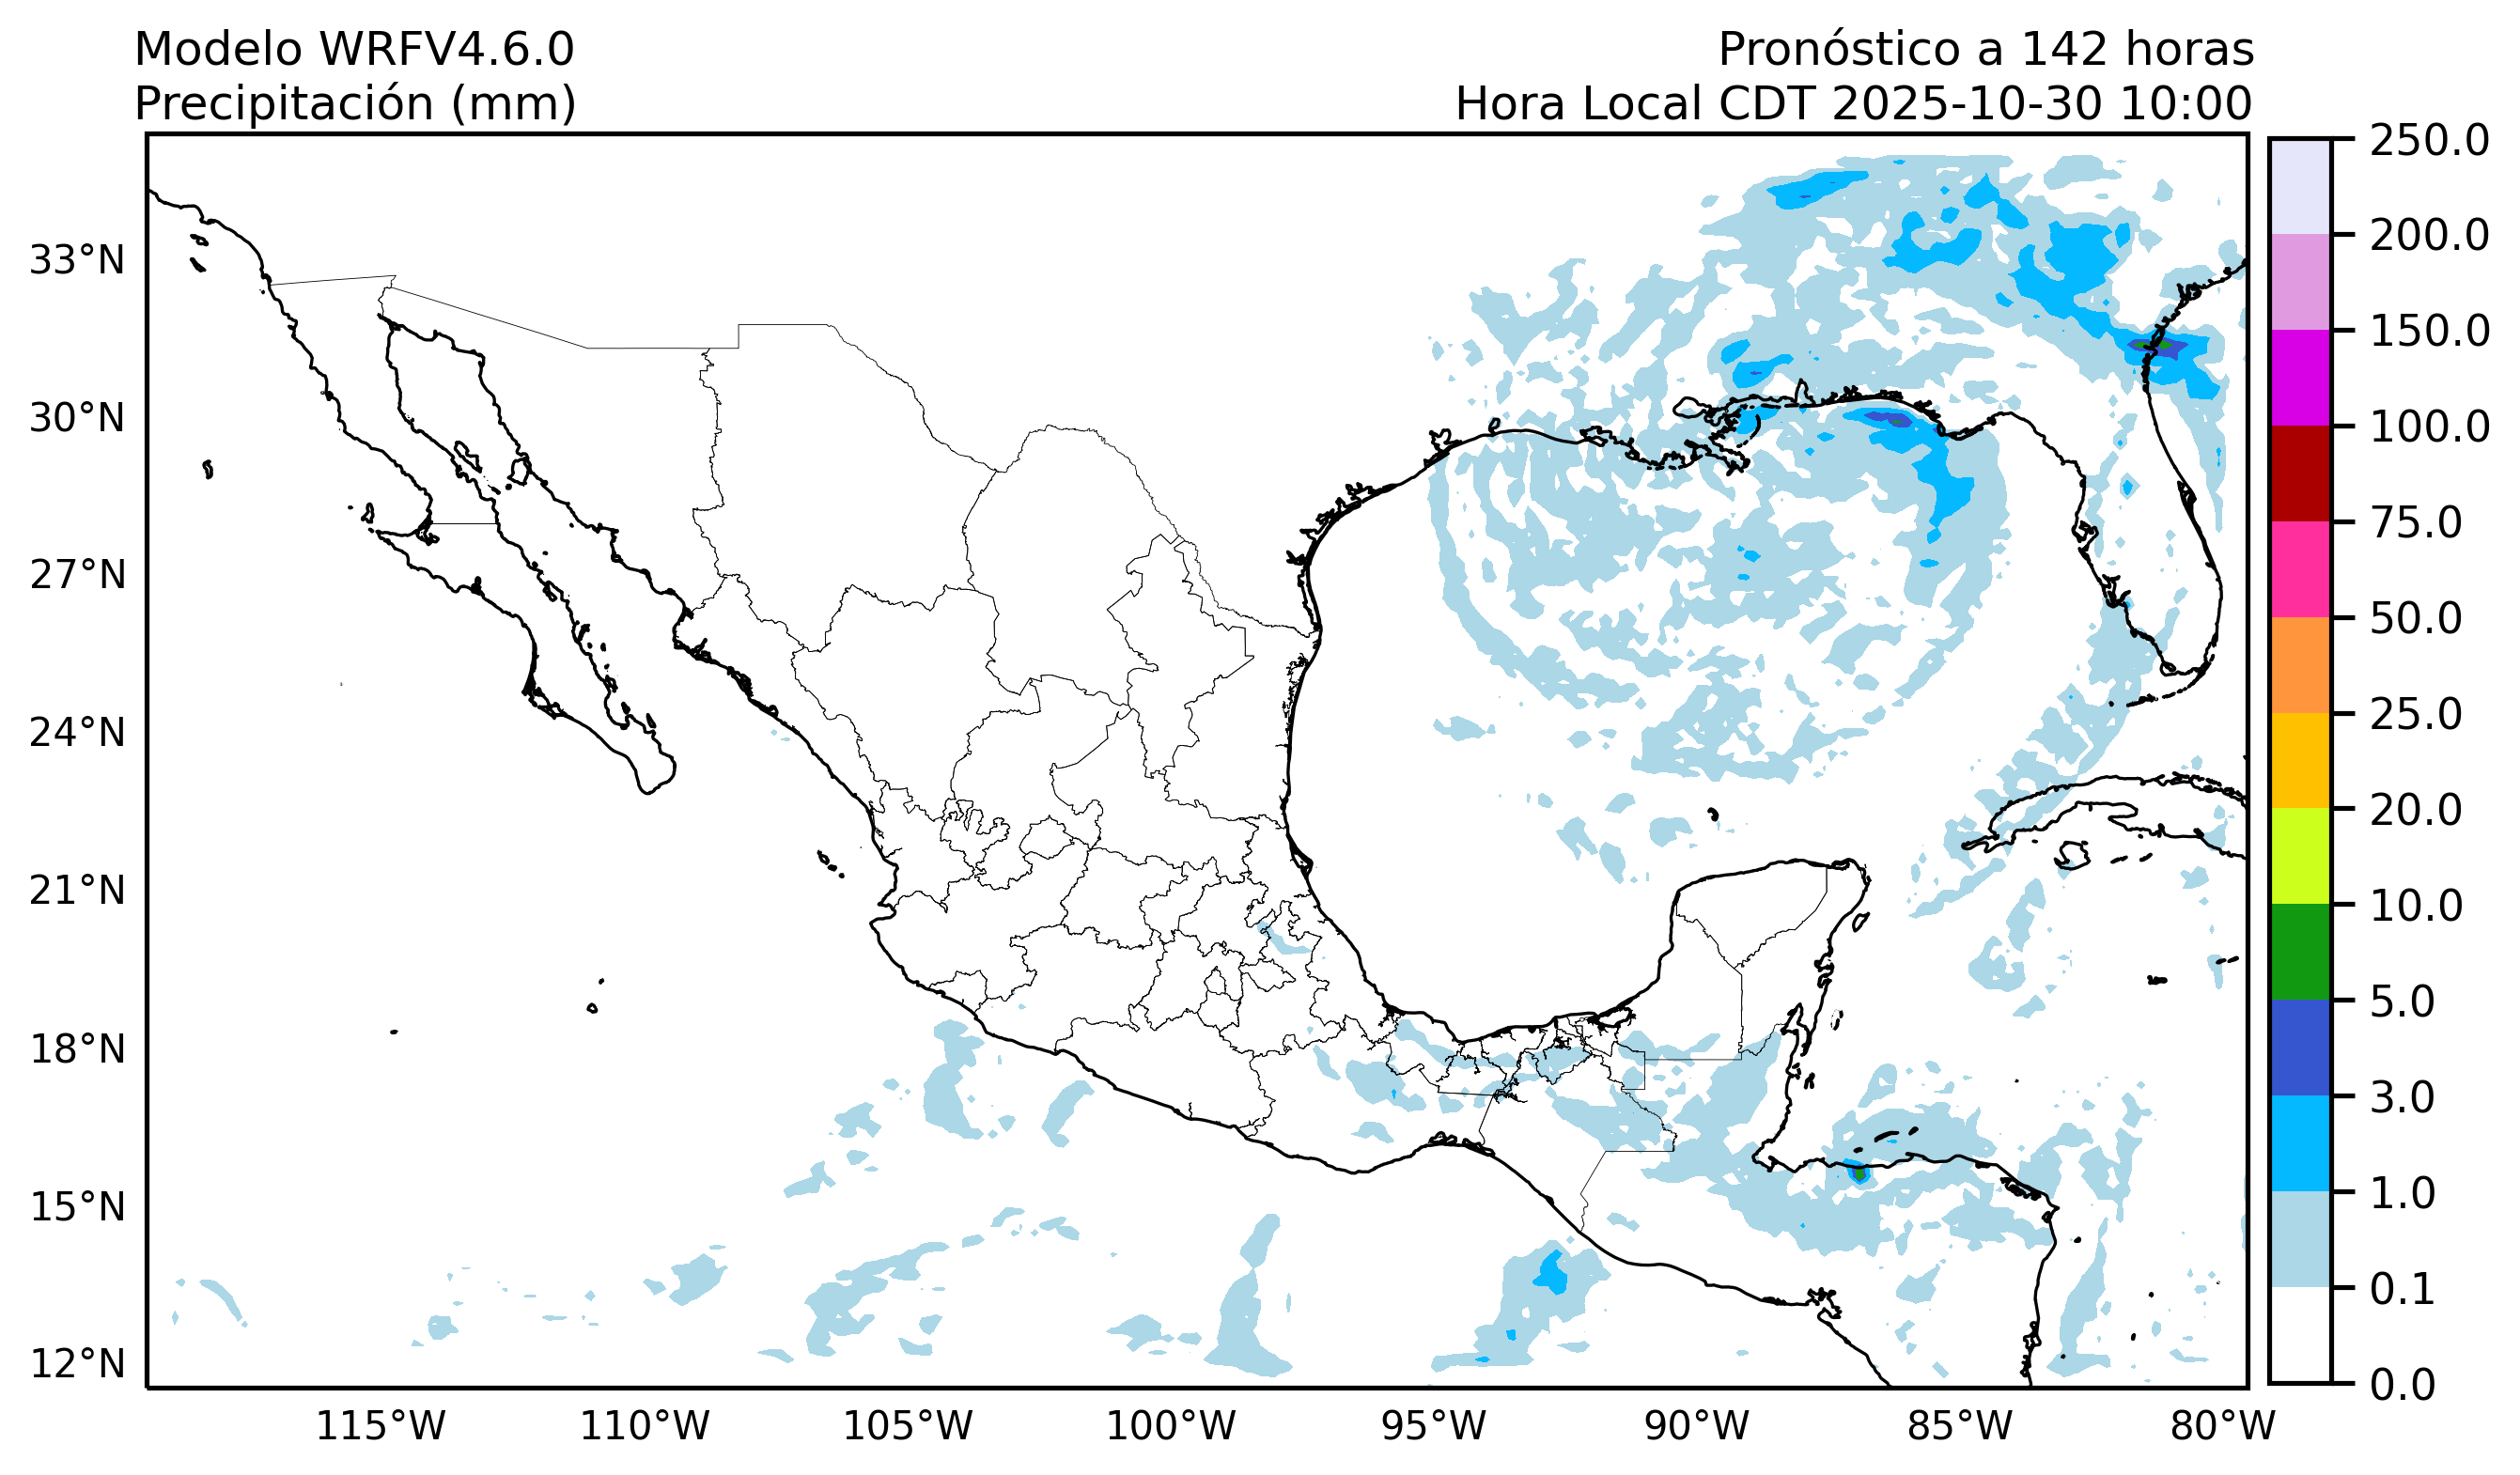 Modelo WRFV4.6.0
Precipitación (mm)
Pronóstico a 142 horas
Hora Local CDT 2025-10-30 10:00
33°N
30°N
27°N
24°N
21°N
18°N
15°N
12°N
115°W
110°W
105°W
100°W
95°W
90°W
85°W
80°W
250.0
200.0
150.0
100.0
75.0
50.0
25.0
20.0
10.0
5.0
3.0
1.0
0.1
0.0